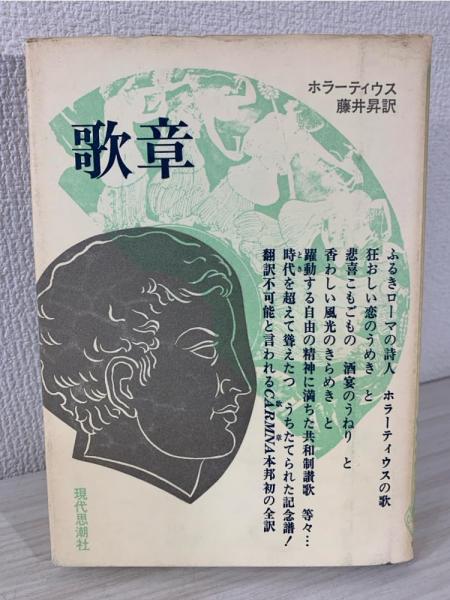 ホラーティウス
藤井昇訳
歌章
ふるきローマの詩人 ホラーティウスの歌
狂おしい恋のうめき と
悲喜こもごもの 酒宴のうねり と
香わしい風光のきらめき と
躍動する自由の精神に満ちた共和制讃歌 等々…
時代を超えて聳えたつ うちたてられた記念譜!
翻訳不可能と言われるCARMNA本邦初の全訳
現代思潮社